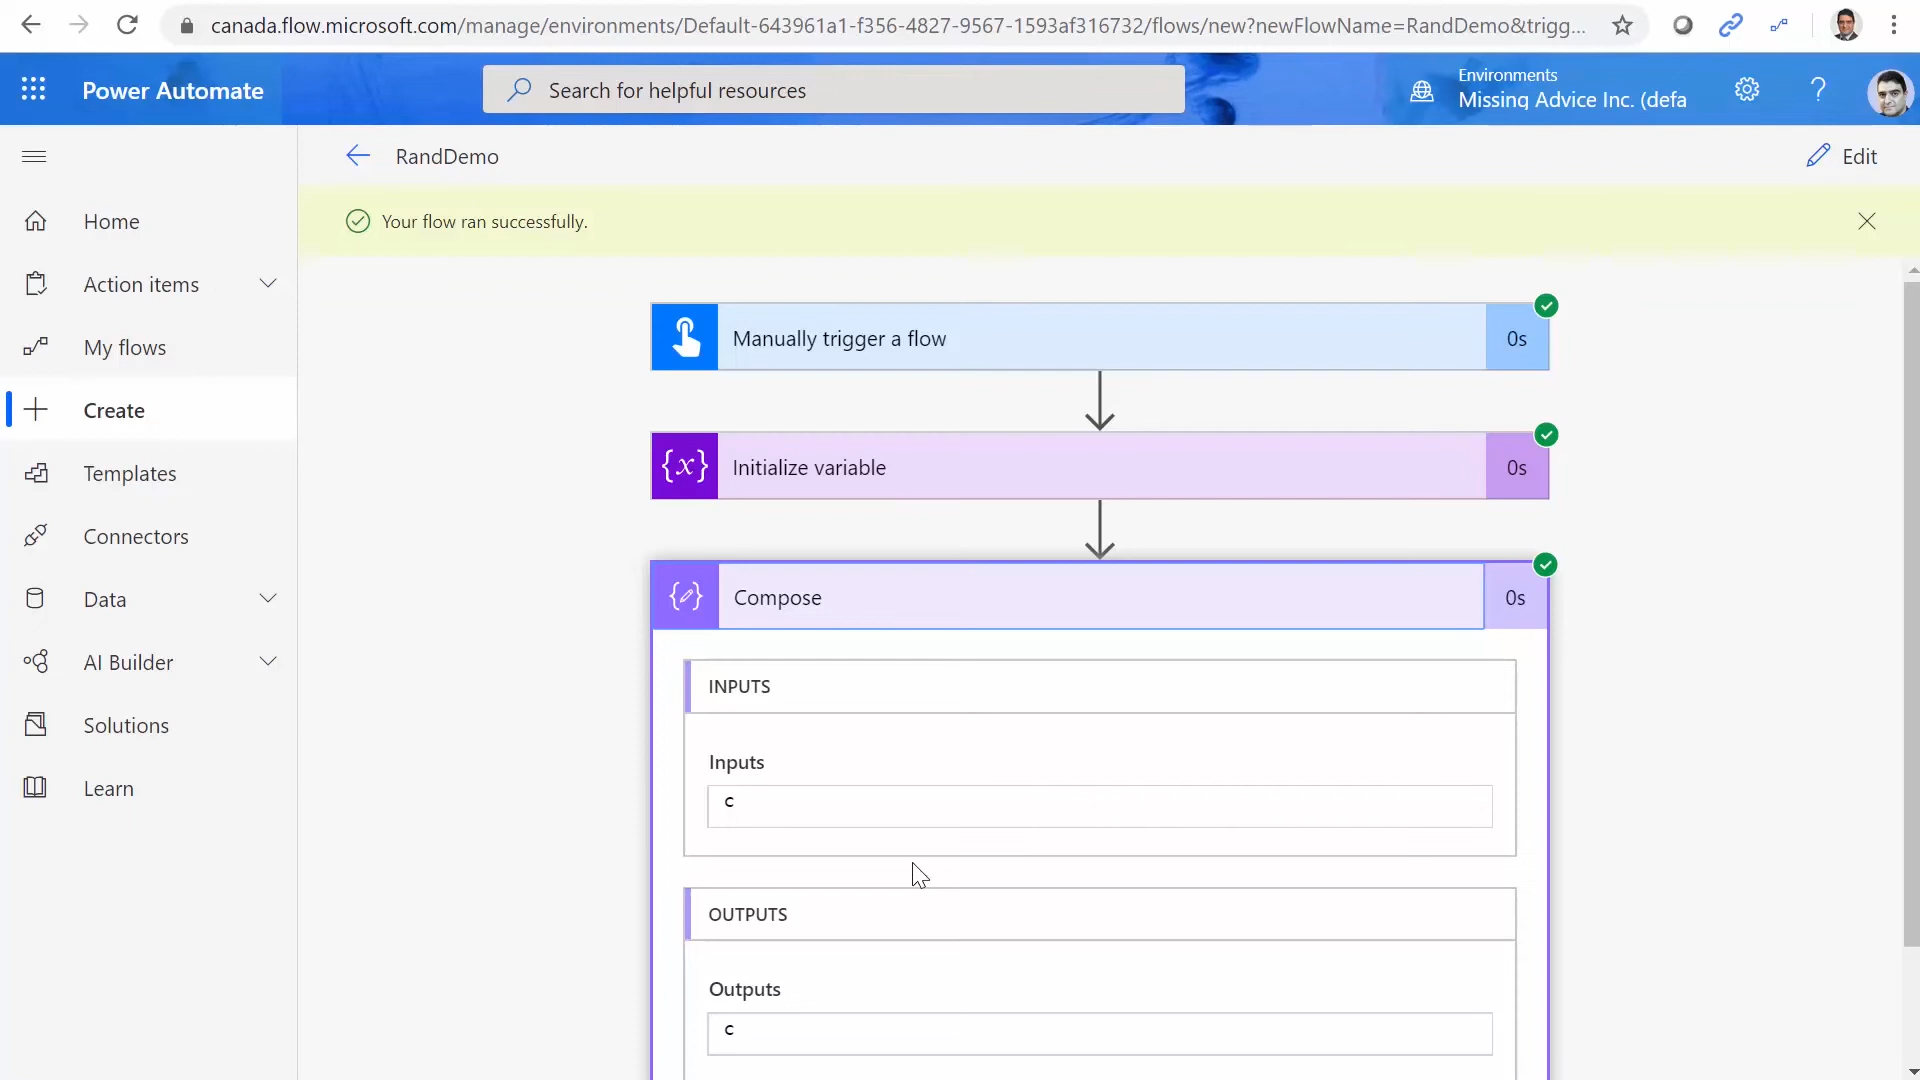 canada.flow.microsoft.com/manage/environments/Default-643961a1-f356-4827-9567-1593af316732/flows/new?newFlowName=RandDemo&trigg...
Power Automate
Search for helpful resources
Environments
Missing Advice Inc. (defa
RandDemo
Edit
Your flow ran successfully.
Home
Action items
My flows
Create
Templates
Connectors
Data
AI Builder
Solutions
Learn
Manually trigger a flow
0s
{x}
Initialize variable
0s
Compose
0s
INPUTS
Inputs
c
OUTPUTS
Outputs
c